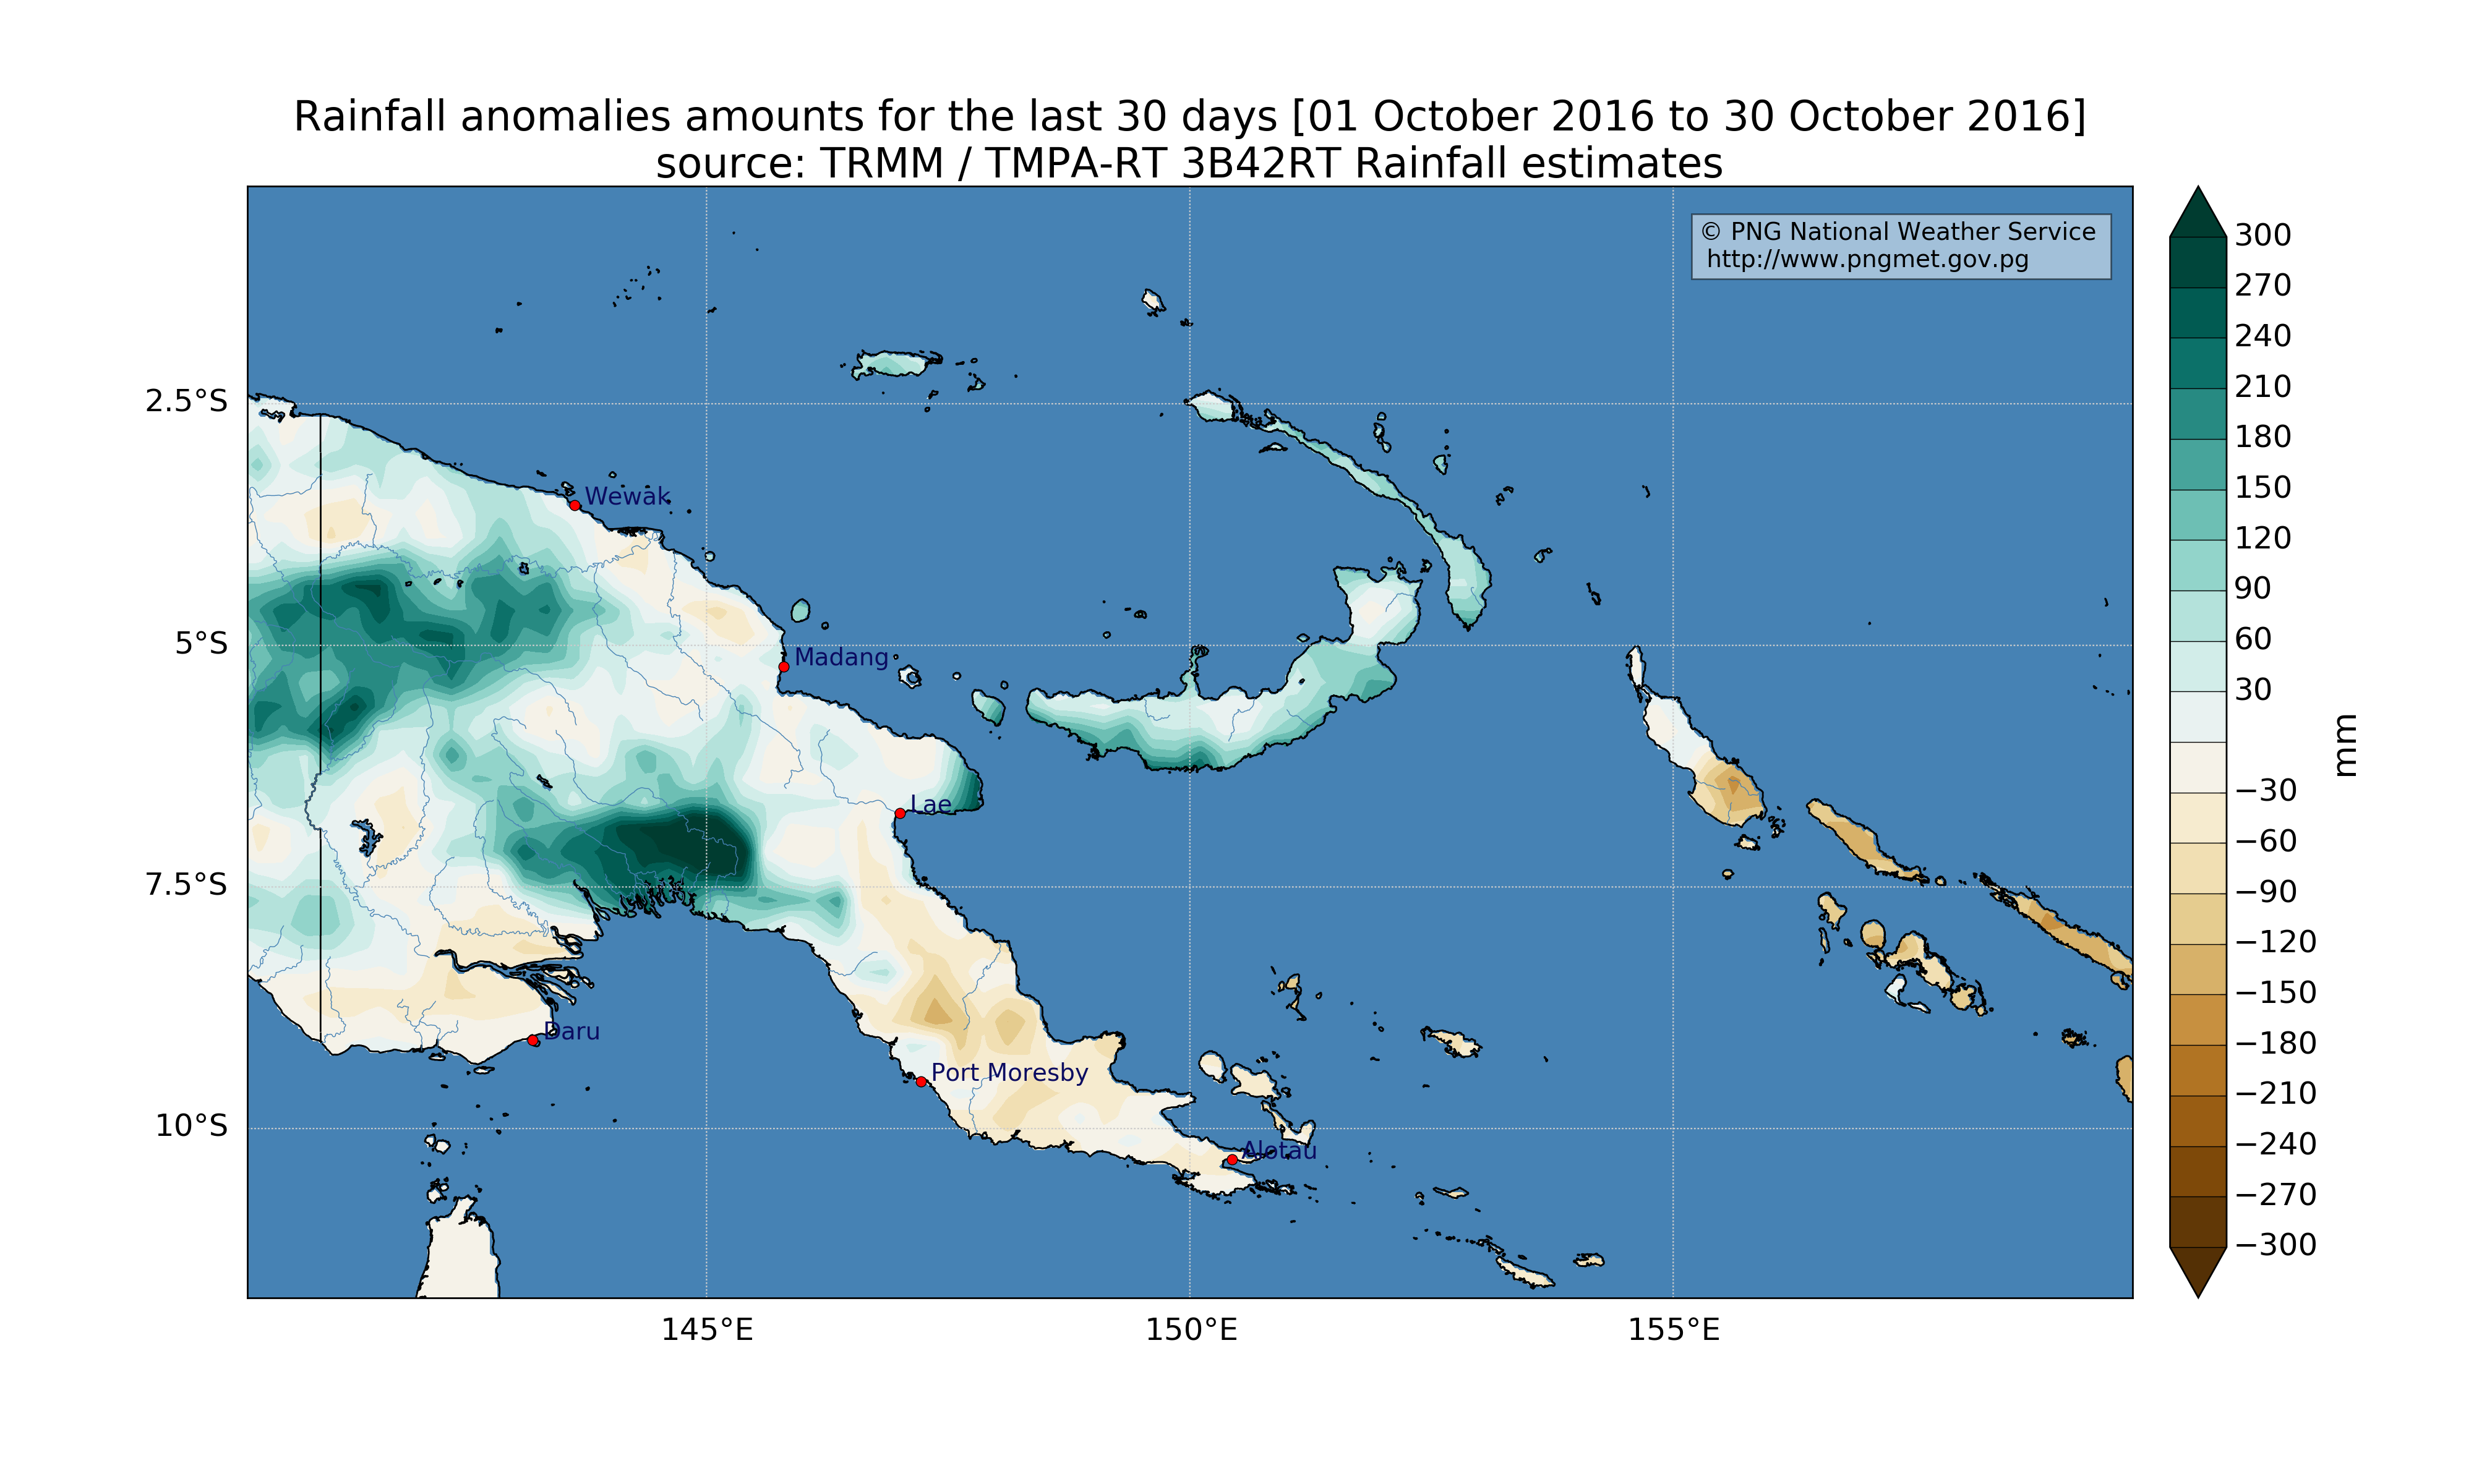 Rainfall anomalies amounts for the last 30 days [01 October 2016 to 30 October 2016]
source: TRMM / TMPA-RT 3B42RT Rainfall estimates
© PNG National Weather Service
http://www.pngmet.gov.pg
2.5°S
5°S
7.5°S
10°S
Wewak
Madang
Lae
Daru
Port Moresby
Alotau
145°E
150°E
155°E
300
270
240
210
180
150
120
90
60
30
−30
−60
−90
−120
−150
−180
−210
−240
−270
−300
mm